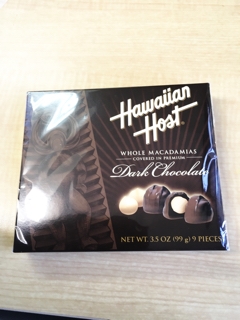 Hawaiian
Host
WHOLE MACADAMIAS
COVERED IN PREMIUM
Dark Chocolate
NET WT. 3.5 OZ (99 g) 9 PIECES